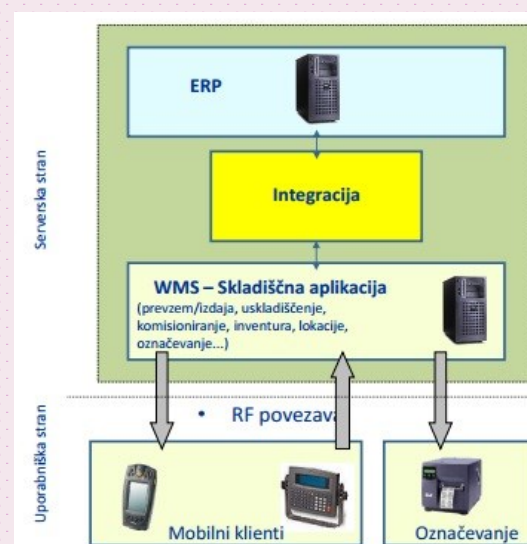 ERP
Integracija
Serverska stran
WMS – Skladiščna aplikacija
(prevzem/izdaja, uskladiščenje,
komisioniranje, inventura, lokacije,
označevanje...)
• RF povezava
Uporabniška stran
Mobilni klienti
Označevanje